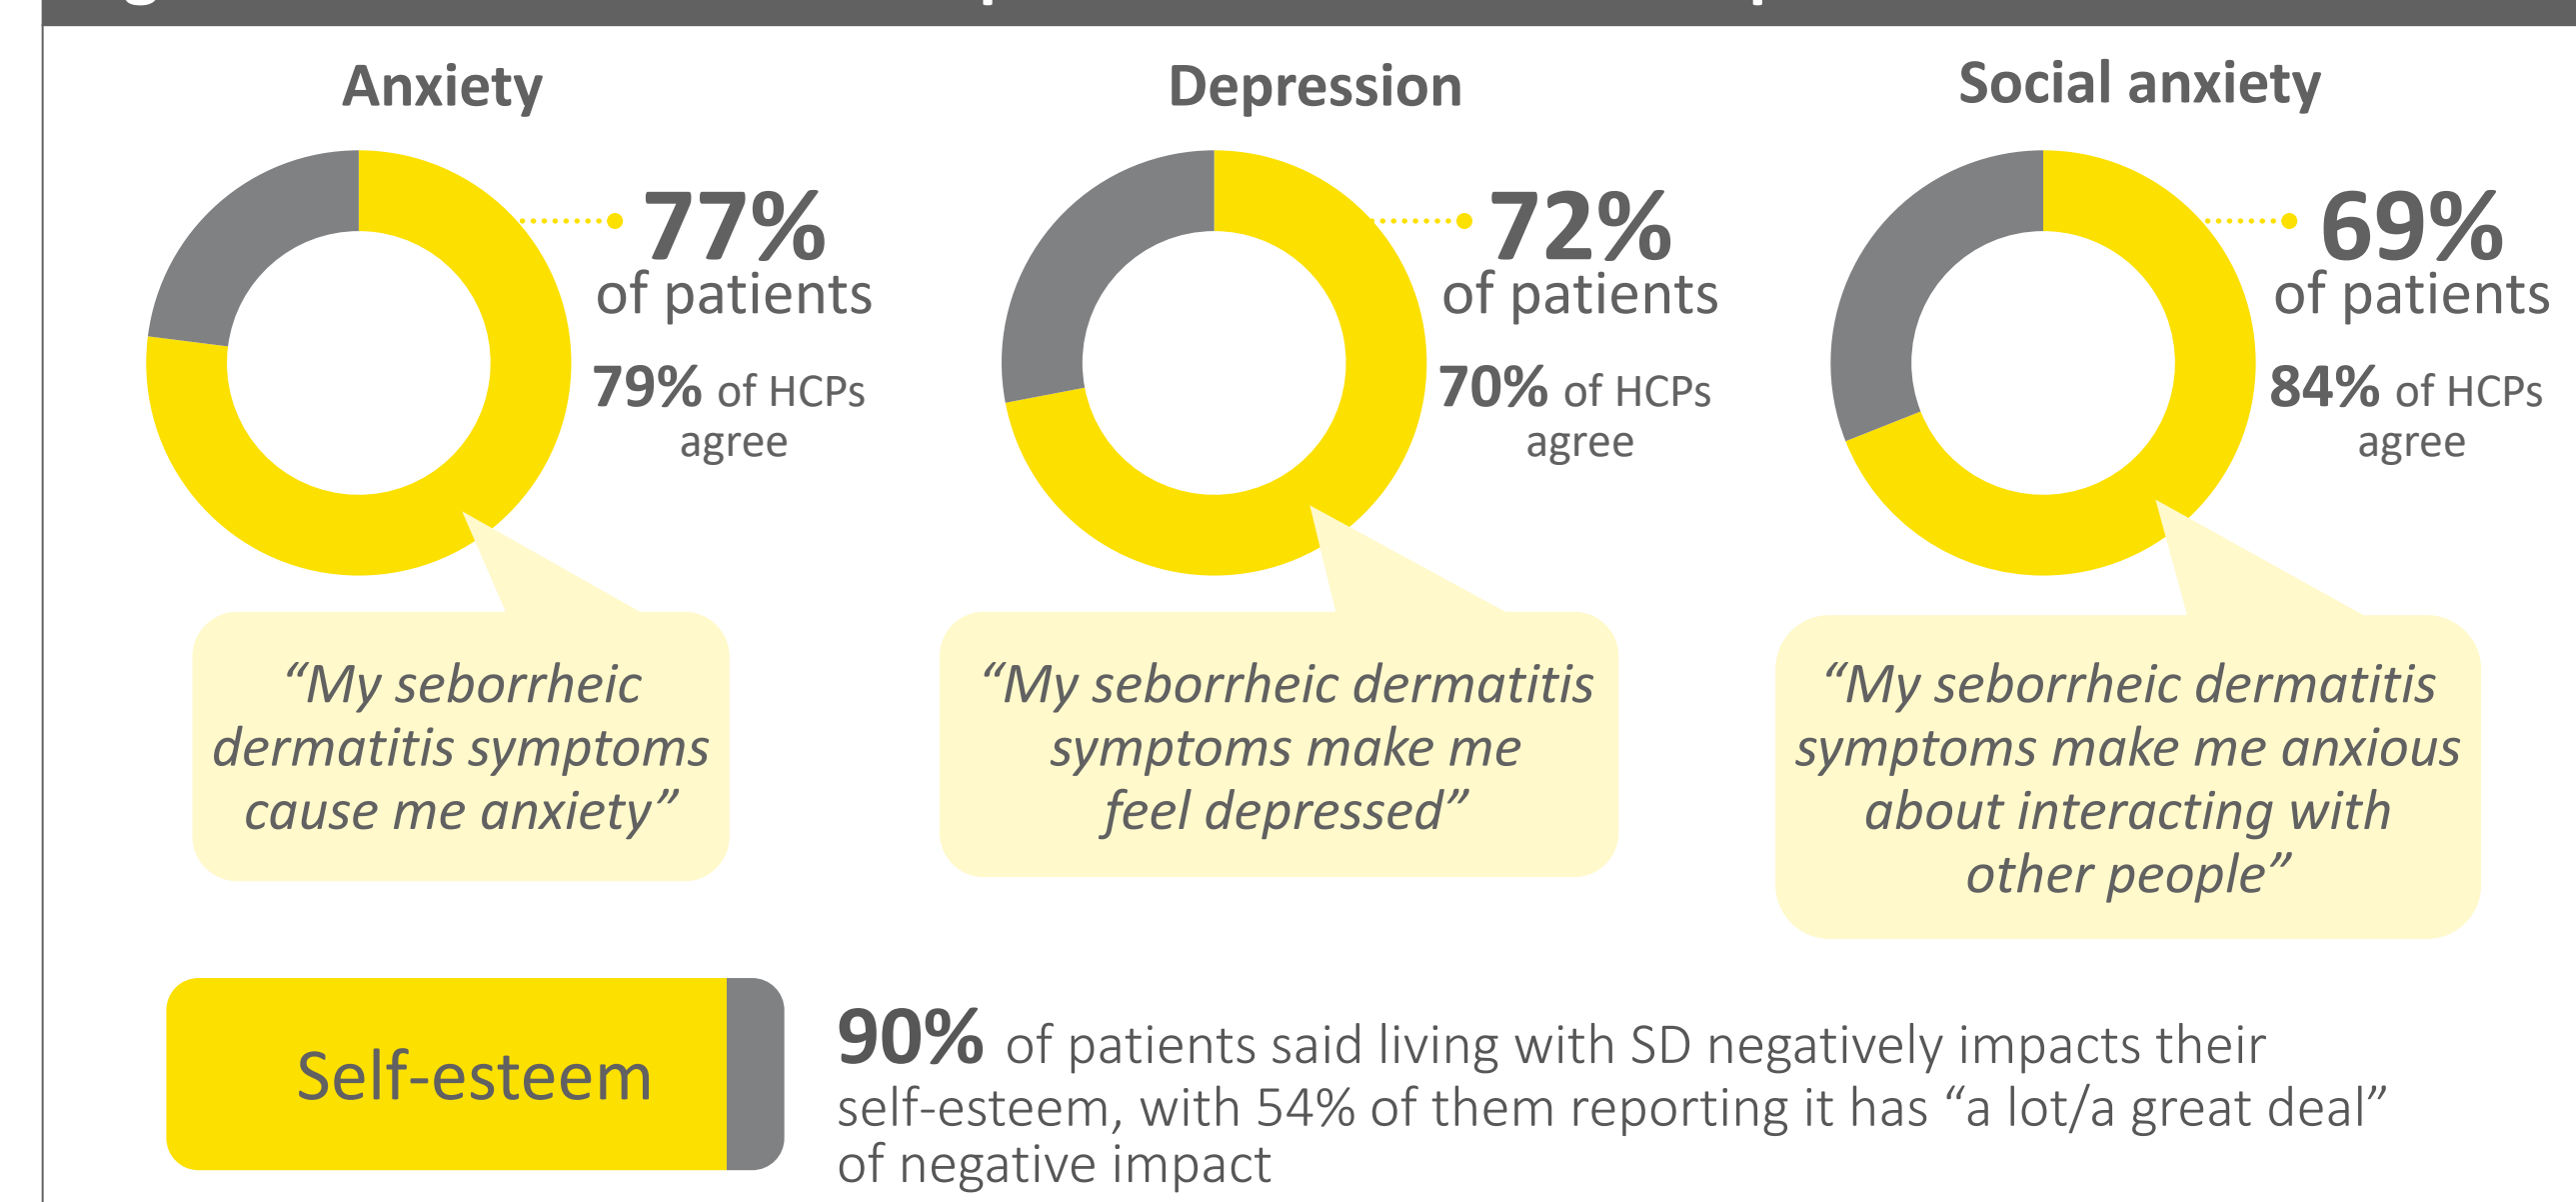 Anxiety
77%
of patients
79% of HCPs
agree
“My seborrheic
dermatitis symptoms
cause me anxiety”
Depression
72%
of patients
70% of HCPs
agree
“My seborrheic dermatitis
symptoms make me
feel depressed”
Social anxiety
69%
of patients
84% of HCPs
agree
“My seborrheic dermatitis
symptoms make me anxious
about interacting with
other people”
Self-esteem
90% of patients said living with SD negatively impacts their
self-esteem, with 54% of them reporting it has “a lot/a great deal”
of negative impact